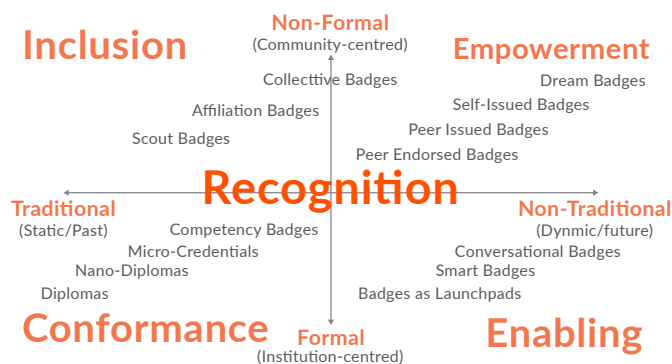 Non-Formal
(Community-centred)
Inclusion
Empowerment
Collecttive Badges
Dream Badges
Affiliation Badges
Self-Issued Badges
Scout Badges
Peer Issued Badges
Peer Endorsed Badges
Recognition
Traditional
(Static/Past)
Non-Traditional
(Dynmic/future)
Competency Badges
Micro-Credentials
Nano-Diplomas
Diplomas
Conversational Badges
Smart Badges
Badges as Launchpads
Conformance
Enabling
Formal
(Institution-centred)